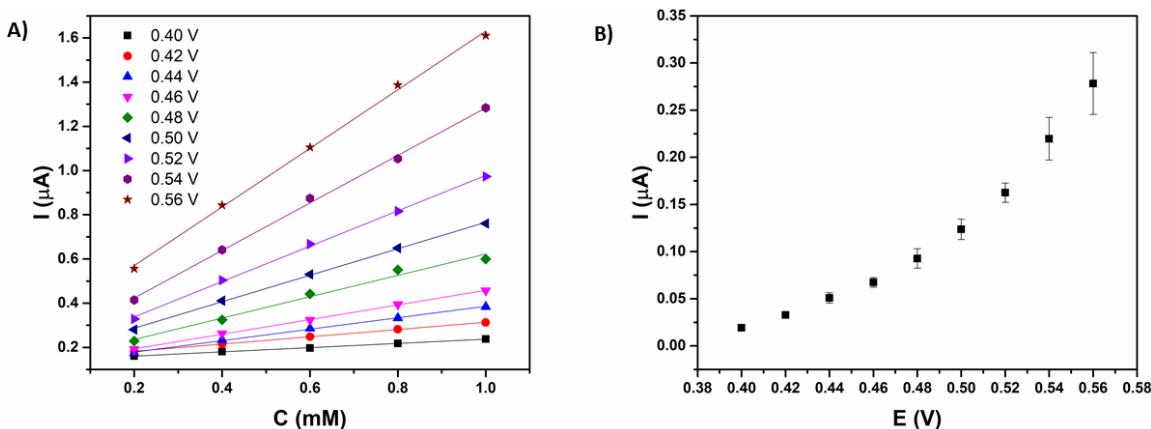 A)
0.40 V
0.42 V
0.44 V
0.46 V
0.48 V
0.50 V
0.52 V
0.54 V
0.56 V
I (μA)
1.6
1.4
1.2
1.0
0.8
0.6
0.4
0.2
0.2 0.4 0.6 0.8 1.0
C (mM)
B)
I (μA)
0.35
0.30
0.25
0.20
0.15
0.10
0.05
0.00
0.38 0.40 0.42 0.44 0.46 0.48 0.50 0.52 0.54 0.56 0.58
E (V)